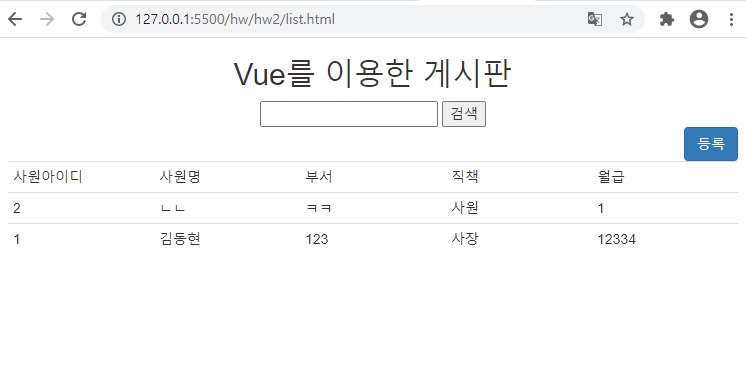 127.0.0.1:5500/hw/hw2/list.html
Vue를 이용한 게시판
검색
등록
사원아이디 사원명 부서 직책 월급
2 ㄴㄴ ㅋㅋ 사원 1
1 김동현 123 사장 12334